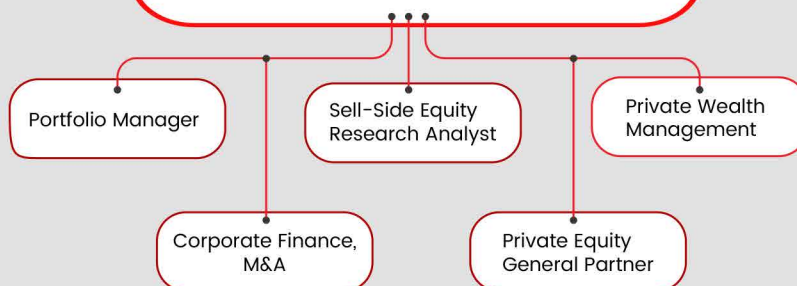 Portfolio Manager
Sell-Side Equity
Research Analyst
Private Wealth
Management
Corporate Finance,
M&A
Private Equity
General Partner